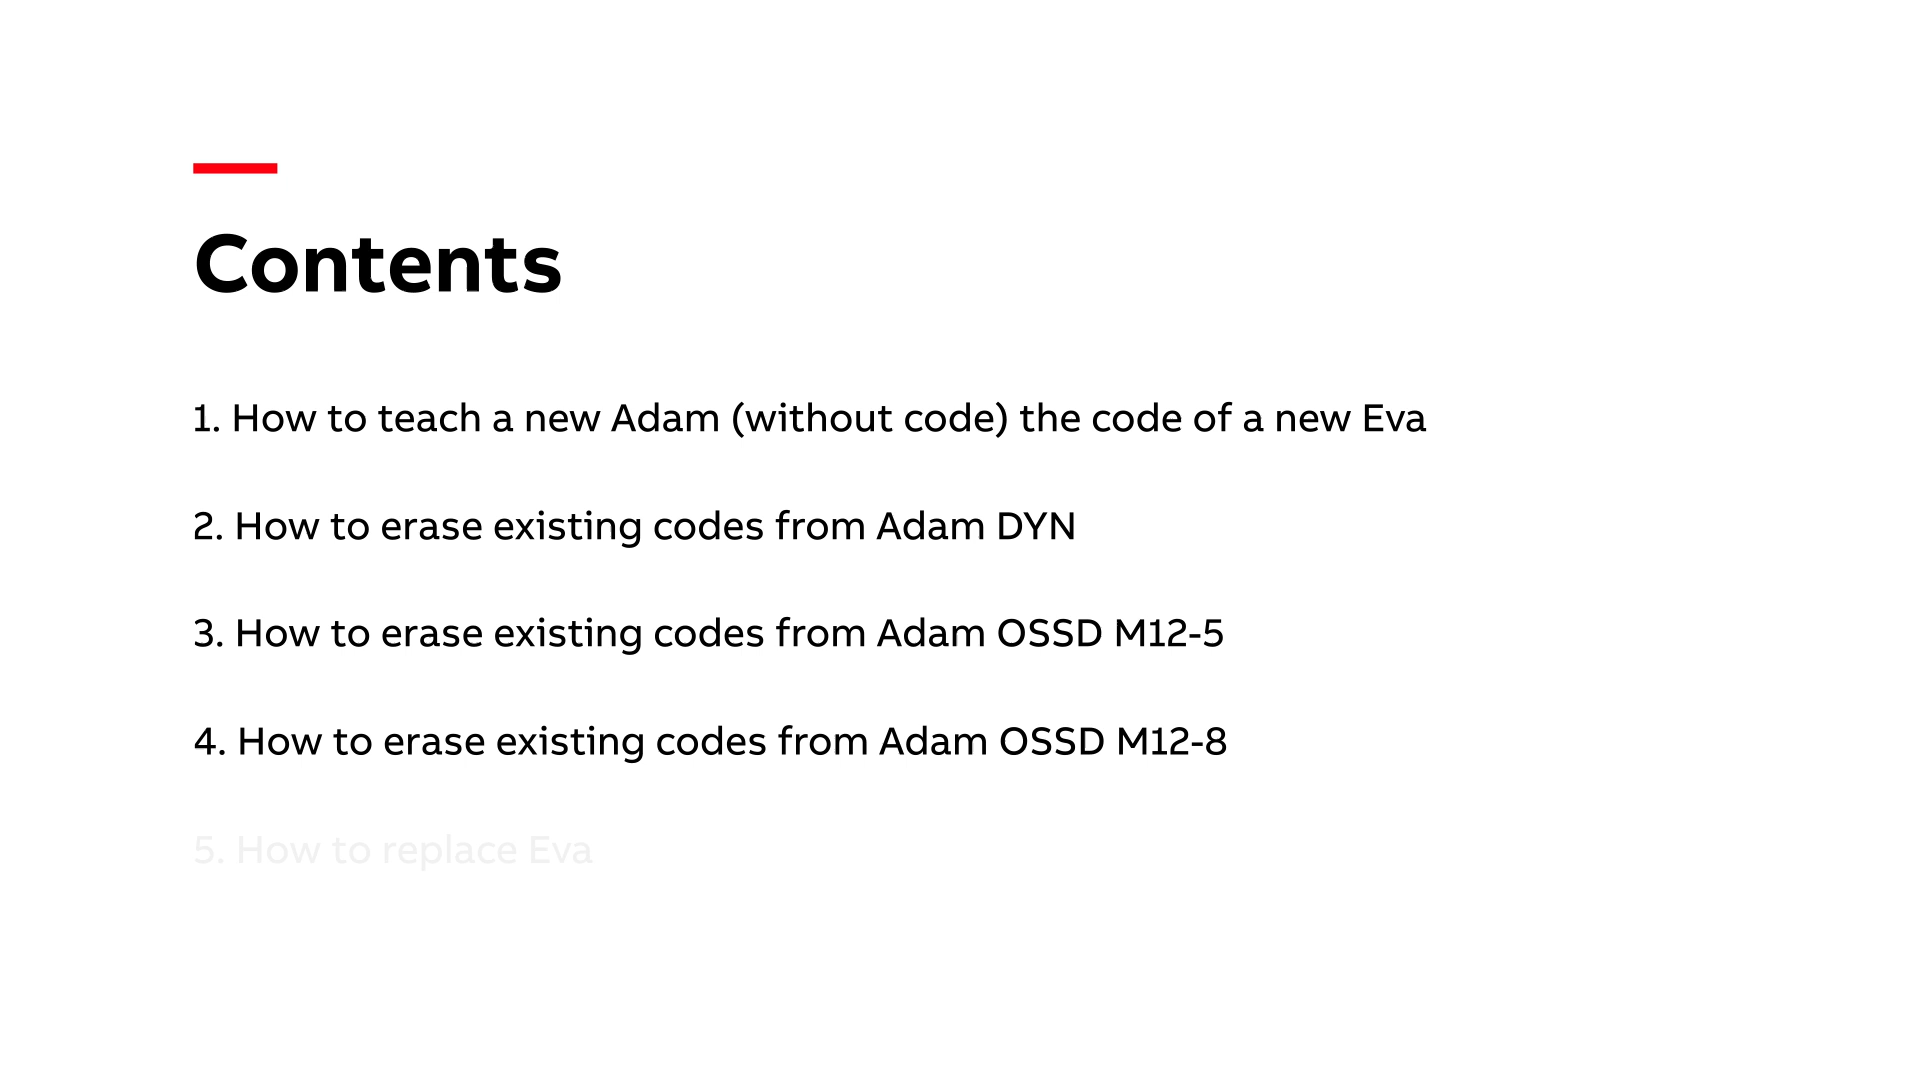 Contents
1. How to teach a new Adam (without code) the code of a new Eva
2. How to erase existing codes from Adam DYN
3. How to erase existing codes from Adam OSSD M12-5
4. How to erase existing codes from Adam OSSD M12-8
5. How to replace Eva